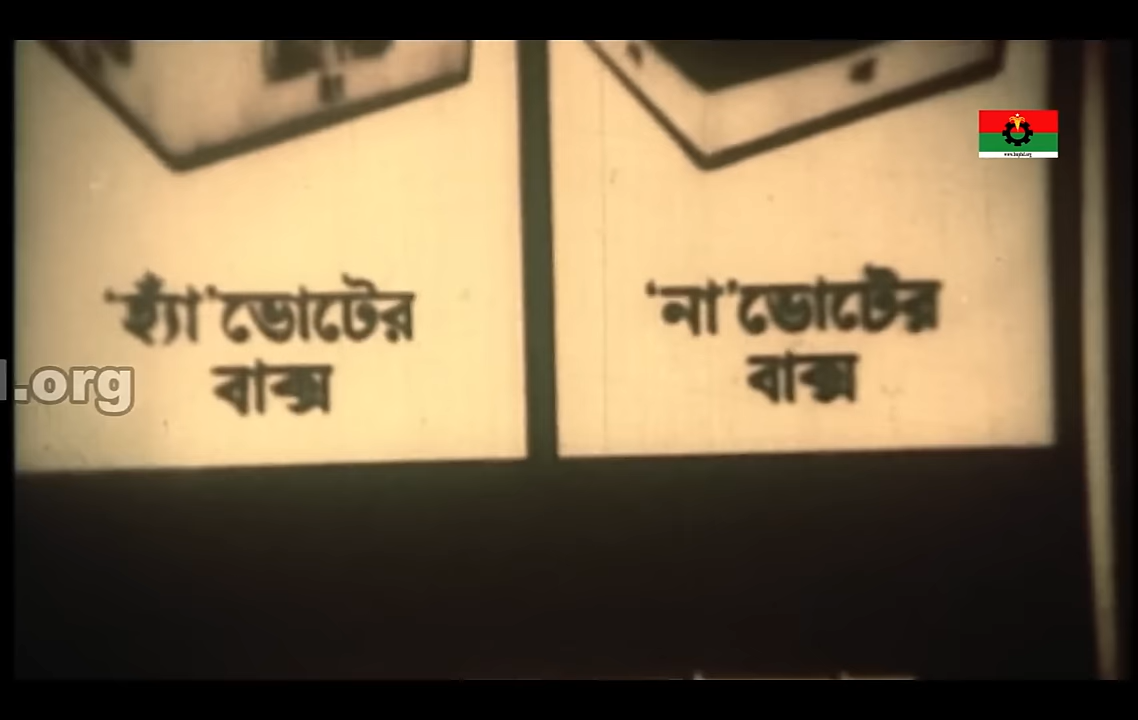 ‘হ্যাঁ’ ভোটের
বাক্স
‘না’ ভোটের
বাক্স
.org